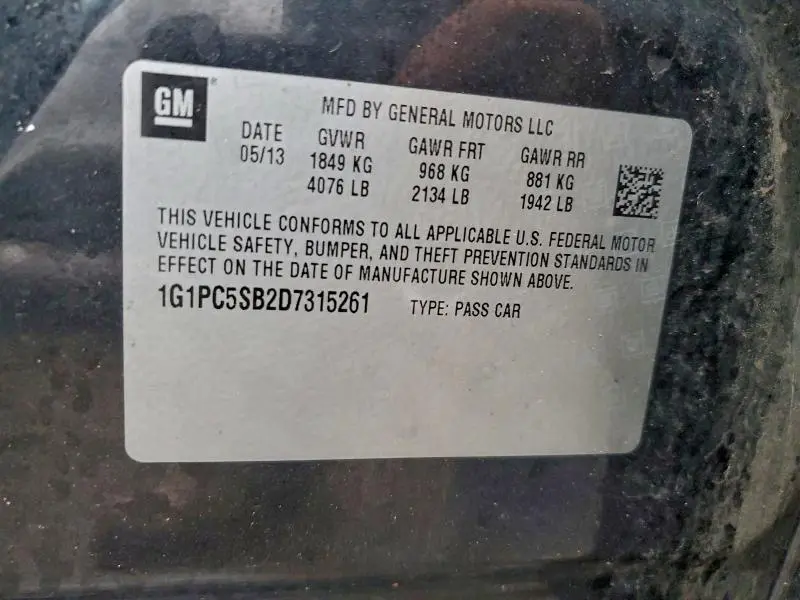 GM ®
MFD BY GENERAL MOTORS LLC
DATE GVWR GAWR FRT GAWR RR
05/13 1849 KG 968 KG 881 KG
4076 LB 2134 LB 1942 LB
THIS VEHICLE CONFORMS TO ALL APPLICABLE U.S. FEDERAL MOTOR
VEHICLE SAFETY, BUMPER, AND THEFT PREVENTION STANDARDS IN
EFFECT ON THE DATE OF MANUFACTURE SHOWN ABOVE.
1G1PC5SB2D7315261 TYPE: PASS CAR